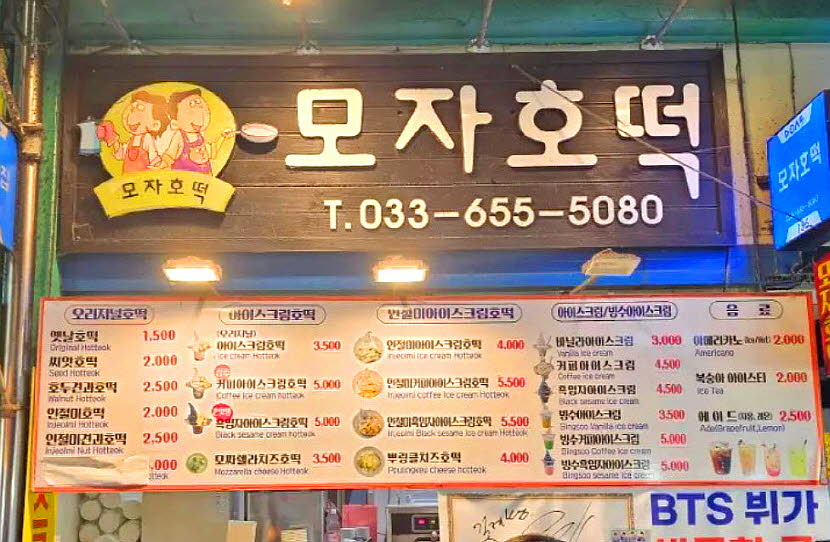 모자호떡
모자호떡
T.033-655-5080
모자호떡
오리지널호떡
옛날호떡 1.500
Original Hotteok
씨앗호떡 2.000
Seed Hotteok
호두견과호떡 2.500
Walnut Hotteok
인절미호떡 2.000
Injeolmi Hotteok
인절미견과호떡 2.500
Injeolmi Nut Hotteok
아이스크림호떡
(오리지널)
아이스크림호떡 3.500
Ice cream Hotteok
커피아이스크림호떡 5.000
Coffee Ice cream hotteok
흑임자아이스크림호떡 5.000
Black sesame cream hotteok
모짜렐라치즈호떡 3.500
Mozzarella cheese Hotteok
인절미아이스크림호떡
인절미아이스크림호떡 4.000
Injeolmi Ice cream Hotteok
인절미커피아이스크림호떡 5.500
Injeolmi coffee Ice cream Hotteok
인절미흑임자아이스크림호떡 5.500
Injeolmi Black sesame Ice cream Hotteok
뿌링클치즈호떡 4.000
Poulingkeu cheese hotteok
아이스크림/빙수아이스크림
바닐라아이스크림 3.000
Vanilla Ice cream
커피아이스크림 4.500
Coffee Ice cream
흑임자아이스크림 4.500
Black sesame Ice cream
빙수아이스크림 3.500
Bingsoo Vanilla Ice cream
빙수커피아이스크림 5.000
Bingsoo Coffee Ice cream
빙수흑임자아이스크림 5.000
Bingsoo sesame Ice cream
음료
아메리카노(Ice/Hot) 2.000
Americano
복숭아 아이스티 2.000
Ice Tea
에이드(자몽,레몬) 2,500
Ade(Grapefruit,Lemon)
BTS 뷔가